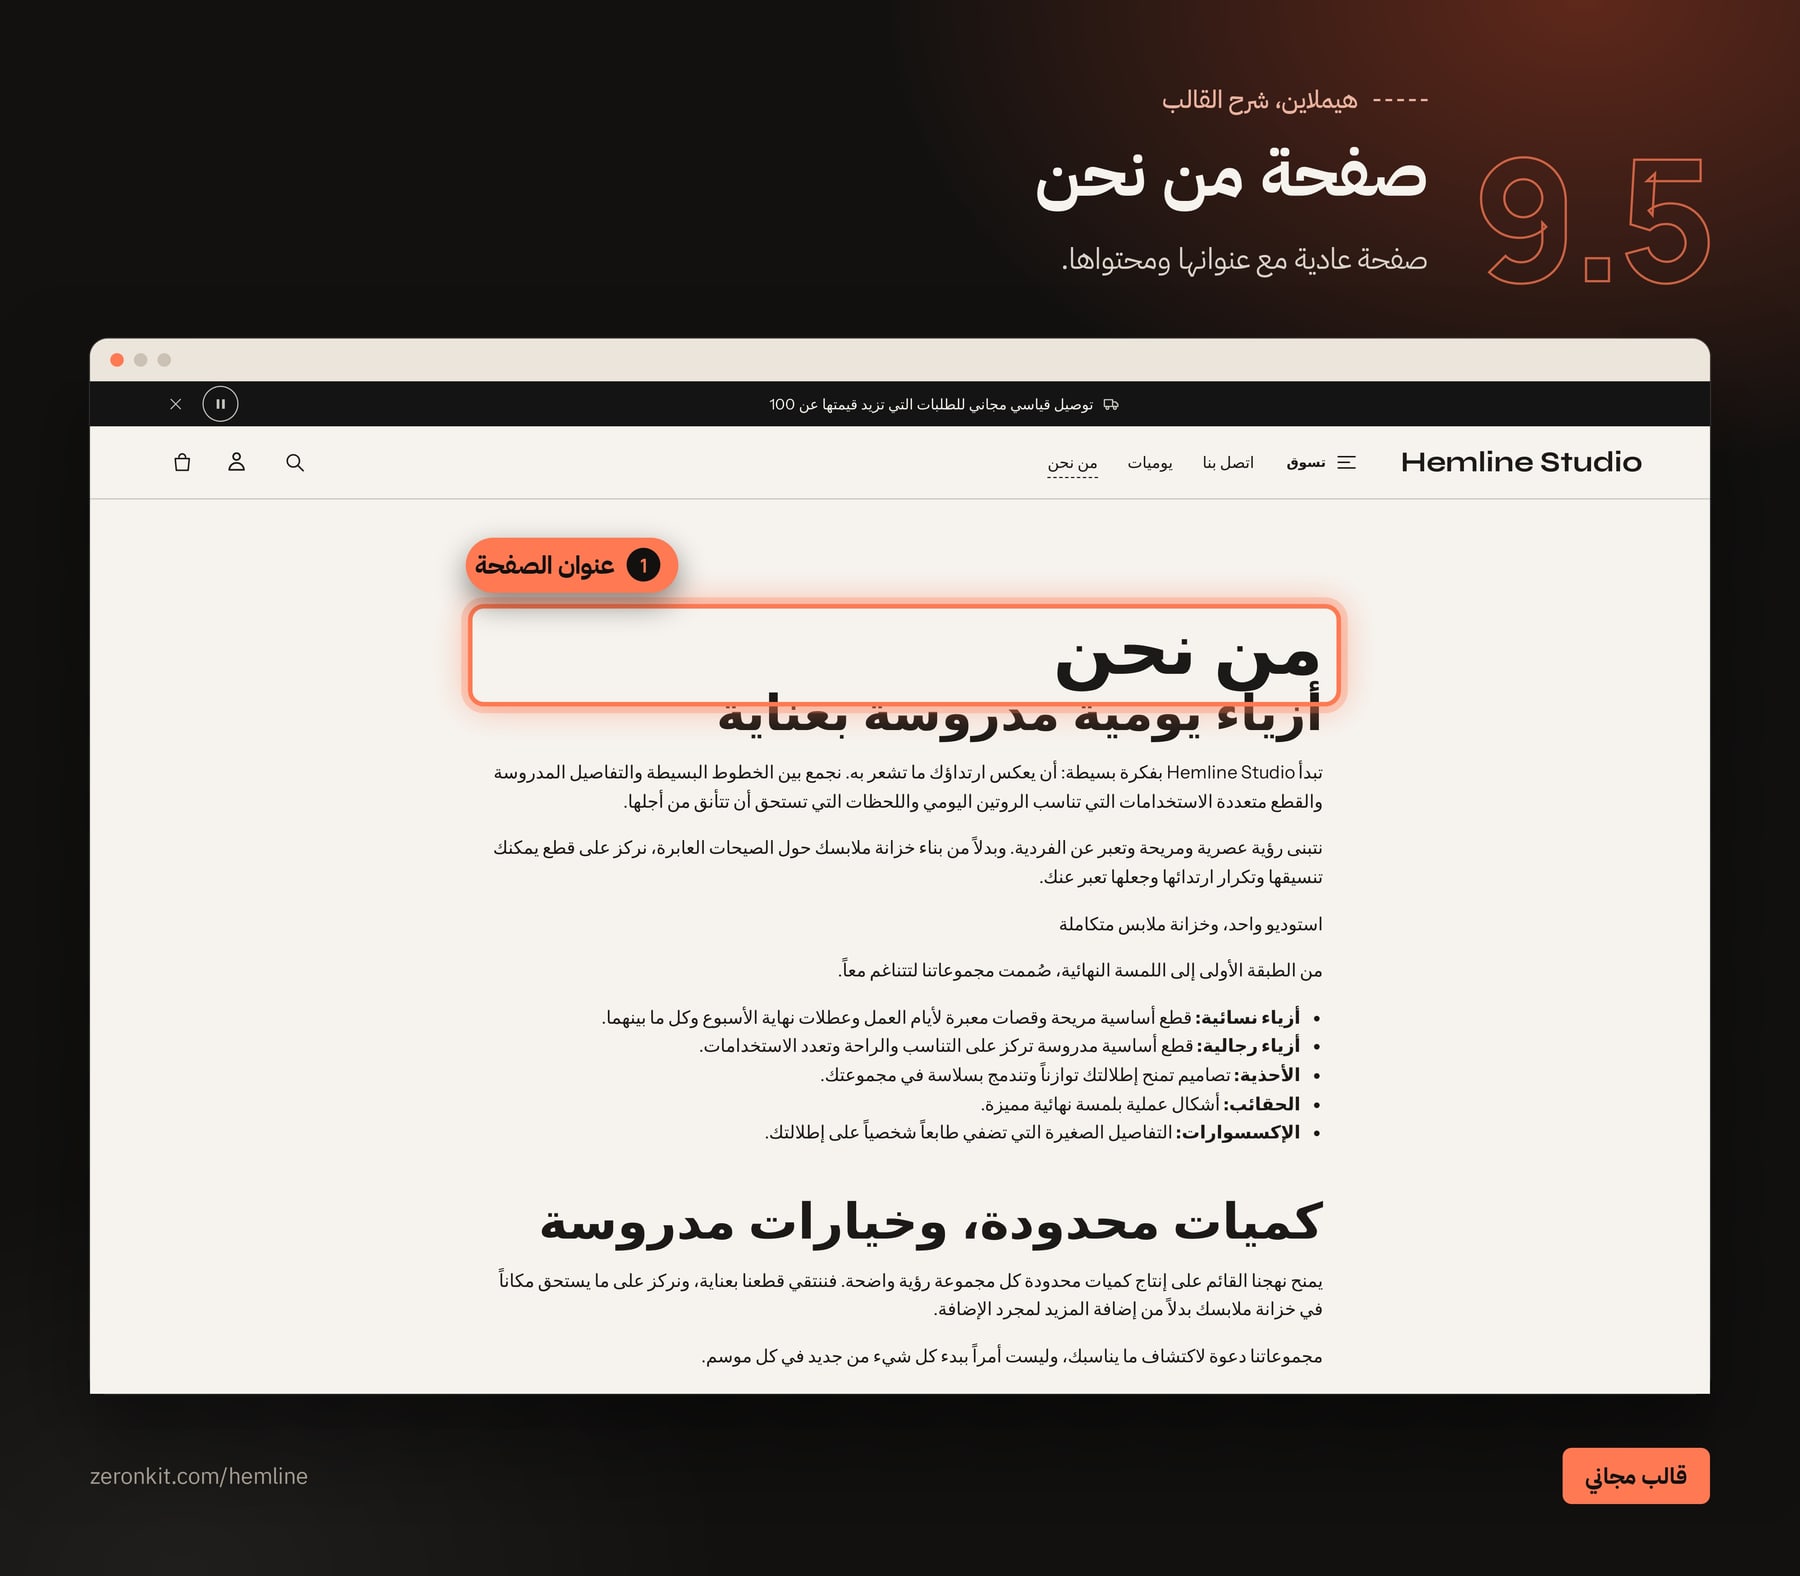 هيملاين، شرح القالب
9.5
صفحة من نحن
صفحة عادية مع عنوانها ومحتواها.
توصيل قياسي مجاني للطلبات التي تزيد قيمتها عن 100
Hemline Studio
تسوق
اتصل بنا
يوميات
من نحن
1 عنوان الصفحة
من نحن
أزياء يومية مدروسة بعناية
تبدأ Hemline Studio بفكرة بسيطة: أن يعكس ارتداؤك ما تشعر به. نجمع بين الخطوط البسيطة والتفاصيل المدروسة
والقطع متعددة الاستخدامات التي تناسب الروتين اليومي واللحظات التي تستحق أن تتأنق من أجلها.
نتبنى رؤية عصرية ومريحة وتعبر عن الفردية. وبدلاً من بناء خزانة ملابسك حول الصيحات العابرة، نركز على قطع يمكنك
تنسيقها وتكرار ارتدائها وجعلها تعبر عنك.
استوديو واحد، وخزانة ملابس متكاملة
من الطبقة الأولى إلى اللمسة النهائية، صُممت مجموعاتنا لتتناغم معاً.
• أزياء نسائية: قطع أساسية مريحة وقصات معبرة لأيام العمل وعطلات نهاية الأسبوع وكل ما بينهما.
• أزياء رجالية: قطع أساسية مدروسة تركز على التناسب والراحة وتعدد الاستخدامات.
• الأحذية: تصاميم تمنح إطلالتك توازناً وتندمج بسلاسة في مجموعتك.
• الحقائب: أشكال عملية بلمسة نهائية مميزة.
• الإكسسوارات: التفاصيل الصغيرة التي تضفي طابعاً شخصياً على إطلالتك.
كميات محدودة، وخيارات مدروسة
يمنح نهجنا القائم على إنتاج كميات محدودة كل مجموعة رؤية واضحة. فننتقي قطعنا بعناية، ونركز على ما يستحق مكاناً
في خزانة ملابسك بدلاً من إضافة المزيد لمجرد الإضافة.
مجموعاتنا دعوة لاكتشاف ما يناسبك، وليست أمراً ببدء كل شيء من جديد في كل موسم.
قالب مجاني
zeronkit.com/hemline